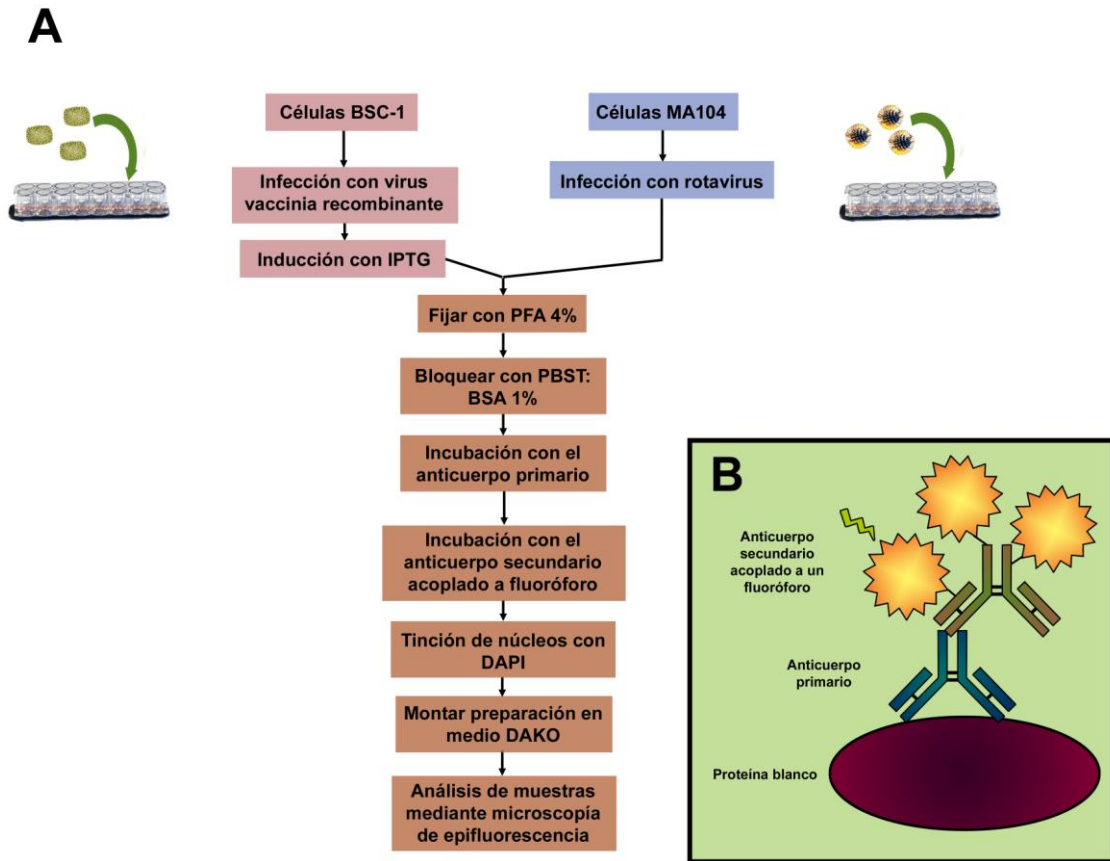 A
Células BSC-1
Células MA104
Infección con virus
vaccinia recombinante
Infección con rotavirus
Inducción con IPTG
Fijar con PFA 4%
Bloquear con PBST:
BSA 1%
Incubación con el
anticuerpo primario
Incubación con el
anticuerpo secundario
acoplado a fluoróforo
Tinción de núcleos con
DAPI
Montar preparación en
medio DAKO
Análisis de muestras
mediante microscopía
de epifluorescencia
B
Anticuerpo
secundario
acoplado a un
fluoróforo
Anticuerpo
primario
Proteína blanco